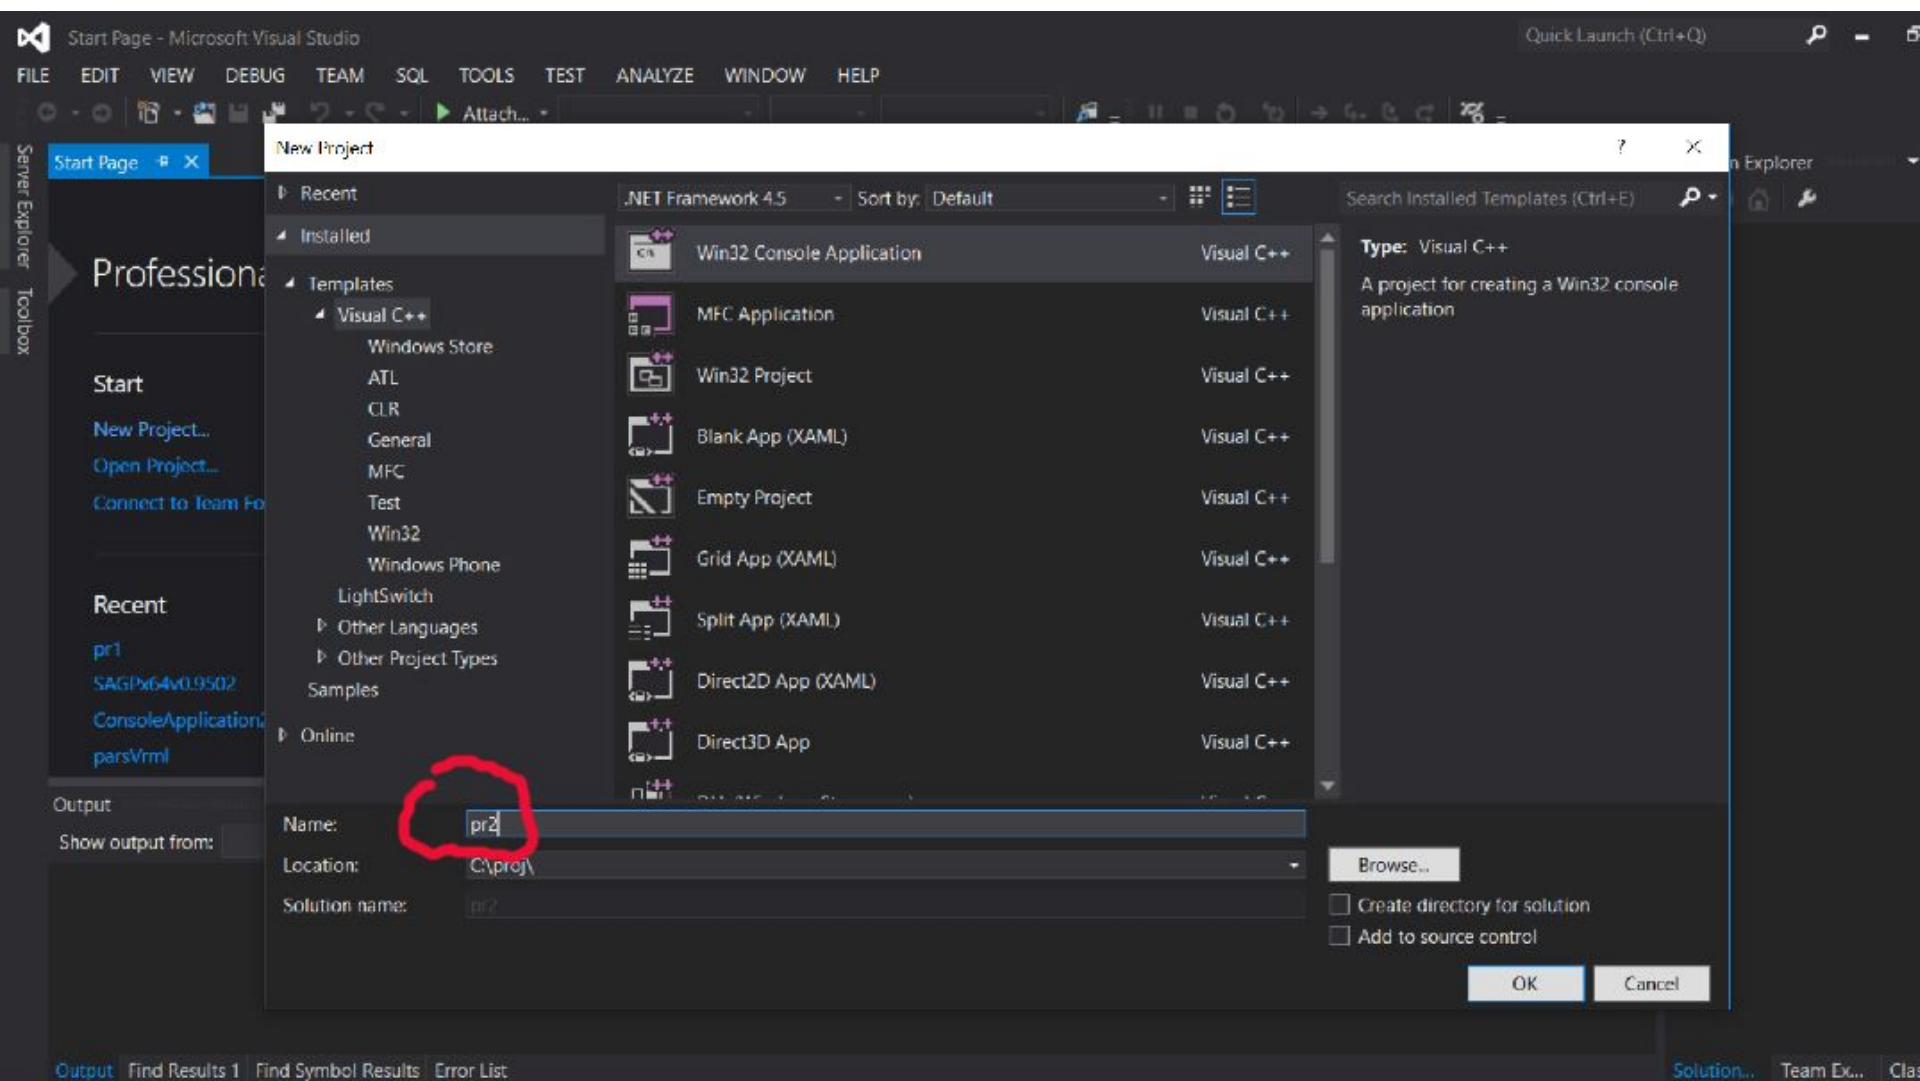 Start Page - Microsoft Visual Studio
Quick Launch (Ctrl+Q)
FILE EDIT VIEW DEBUG TEAM SQL TOOLS TEST ANALYZE WINDOW HELP
Attach...
Server Explorer
Toolbox
Start Page
Explorer
Start
New Project...
Open Project...
Connect to Team
Recent
pr1
SAGPx64v0.9502
parsVrml
Output
Show output from:
New Project
?
Recent
Installed
Templates
Visual C++
Windows Store
ATL
CLR
General
MFC
Test
Win32
Windows Phone
LightSwitch
Other Languages
Other Project Types
Samples
Online
.NET Framework 4.5
Sort by: Default
Search Installed Templates (Ctrl+E)
Win32 Console Application Visual C++
MFC Application Visual C++
Win32 Project Visual C++
Blank App (XAML) Visual C++
Empty Project Visual C++
Grid App (XAML) Visual C++
Split App (XAML) Visual C++
Direct2D App (XAML) Visual C++
Direct3D App Visual C++
Type: Visual C++
A project for creating a Win32 console
application
Name: pr2
Location: C:\proj\
Browse...
Solution name: pr2
Create directory for solution
Add to source control
OK Cancel
Output Find Results 1 Find Symbol Results Error List
Solution... Team Ex...